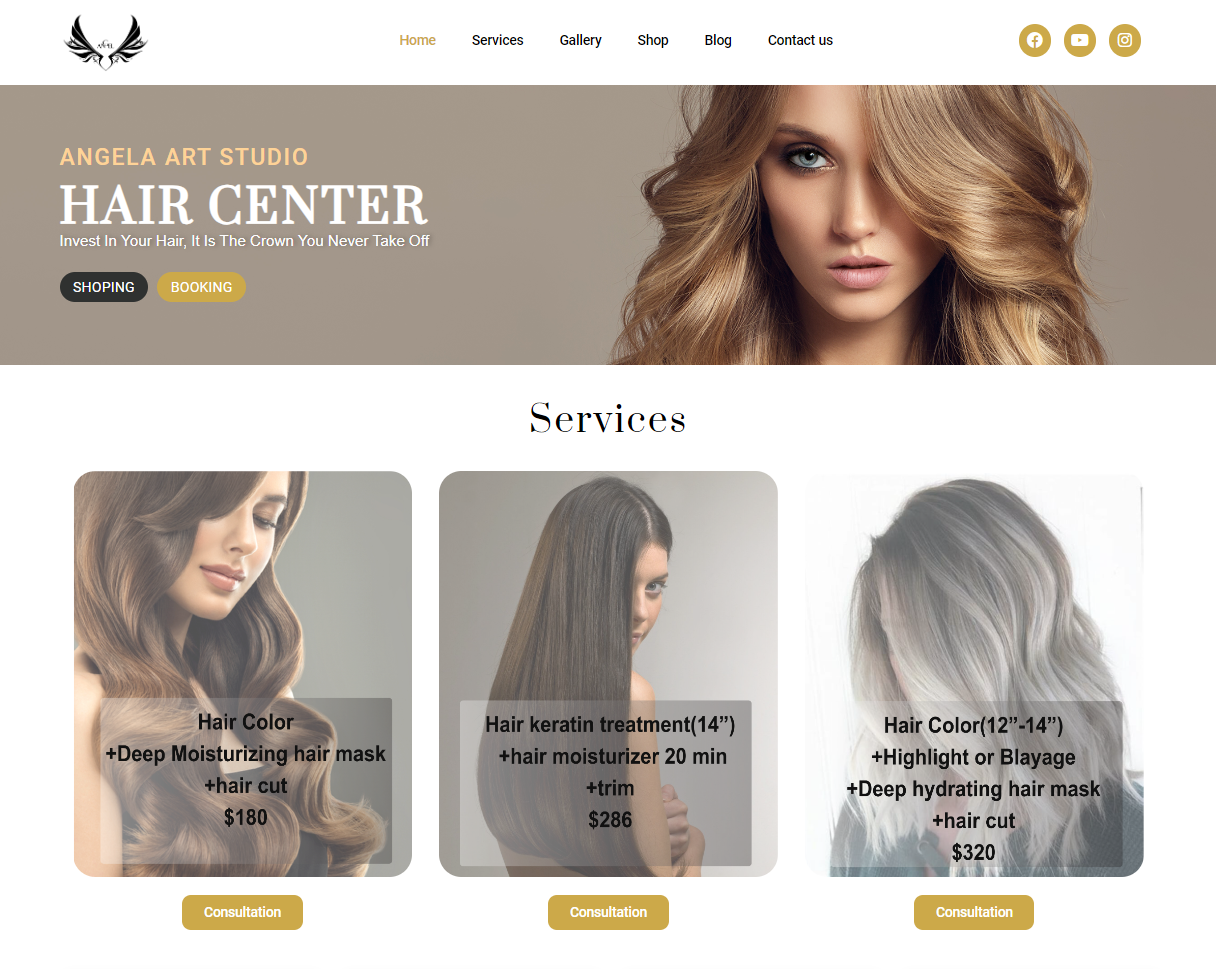 Home
Services
Gallery
Shop
Blog
Contact us
ANGELA ART STUDIO
HAIR CENTER
Invest In Your Hair, It Is The Crown You Never Take Off
SHOPING
BOOKING
Services
Hair Color
+Deep Moisturizing hair mask
+hair cut
$180
Hair keratin treatment(14”)
+hair moisturizer 20 min
+trim
$286
Hair Color(12”-14”)
+Highlight or Blayage
+Deep hydrating hair mask
+hair cut
$320
Consultation
Consultation
Consultation